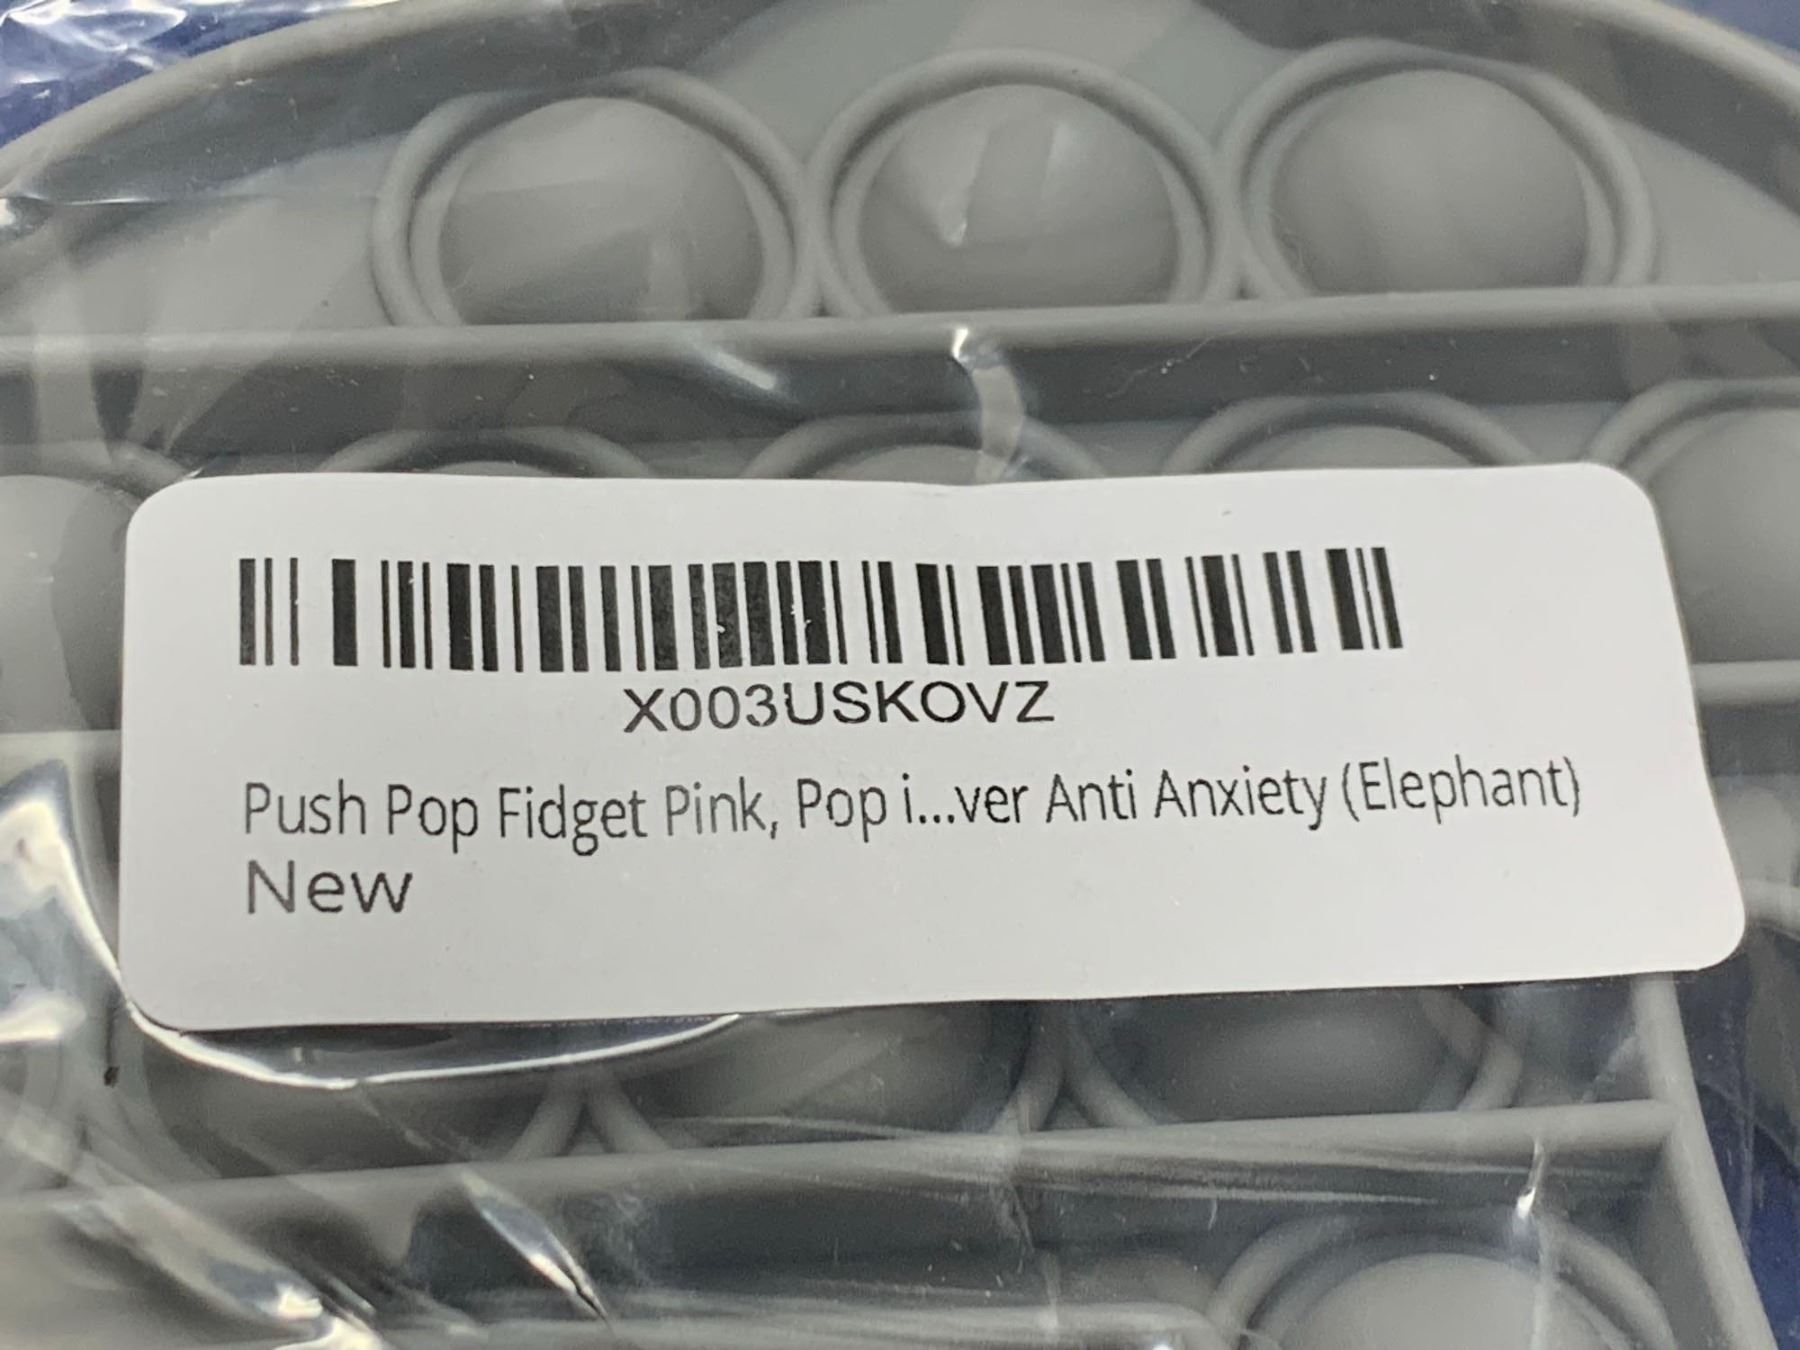 X003USKOVZ
Push Pop Fidget Pink, Pop i...ver Anti Anxiety (Elephant)
New